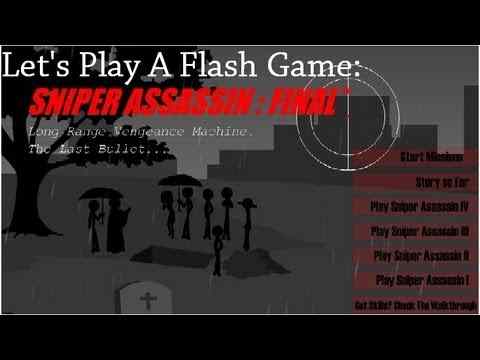 Let's Play A Flash Game:
SNIPER ASSASSIN : FINAL
Long Range Vengeance Machine.
The Last Bullet...
Start Missions
Story so Far
Play Sniper Assassin IV
Play Sniper Assassin III
Play Sniper Assassin II
Play Sniper Assassin I
Got Skillz? Check The Walkthrough